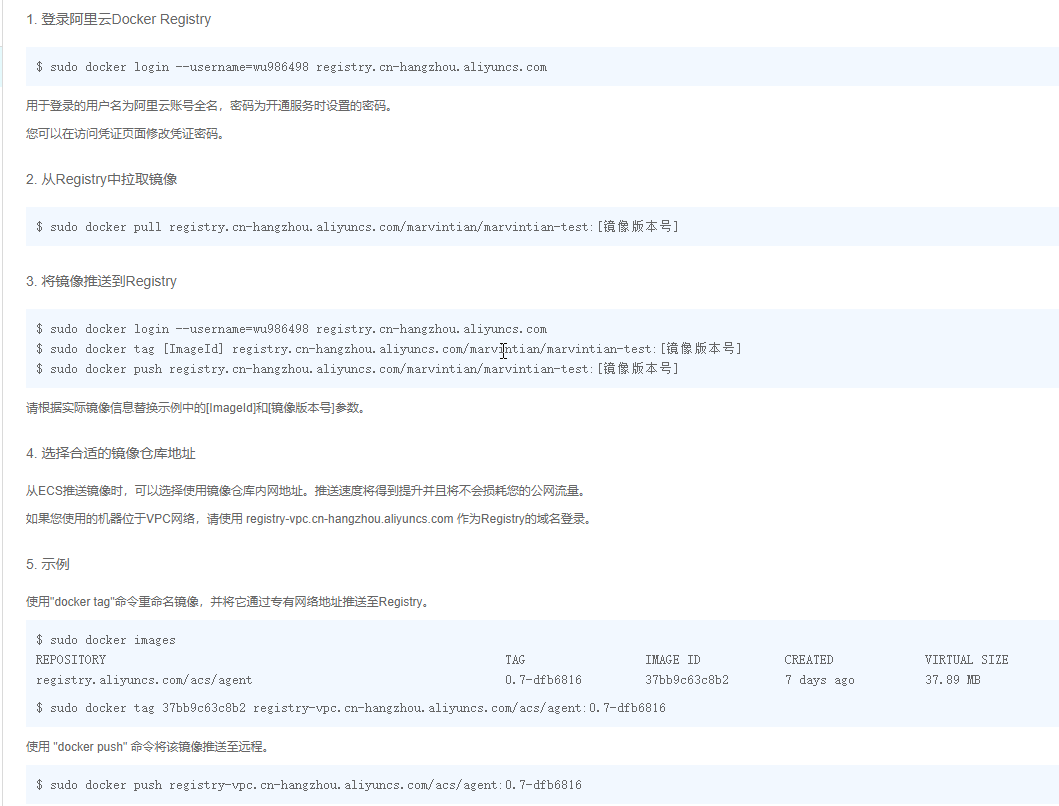 1. 登录阿里云Docker Registry
$ sudo docker login --username=wu986498 registry.cn-hangzhou.aliyuncs.com
用于登录的用户名为阿里云账号全名，密码为开通服务时设置的密码。
您可以在访问凭证页面修改凭证密码。
2. 从Registry中拉取镜像
$ sudo docker pull registry.cn-hangzhou.aliyuncs.com/marvintian/marvintian-test:[镜像版本号]
3. 将镜像推送到Registry
$ sudo docker login --username=wu986498 registry.cn-hangzhou.aliyuncs.com
$ sudo docker tag [ImageId] registry.cn-hangzhou.aliyuncs.com/marvintian/marvintian-test:[镜像版本号]
$ sudo docker push registry.cn-hangzhou.aliyuncs.com/marvintian/marvintian-test:[镜像版本号]
请根据实际镜像信息替换示例中的[ImageId]和[镜像版本号]参数。
4. 选择合适的镜像仓库地址
从ECS推送镜像时，可以选择使用镜像仓库内网地址。推送速度将得到提升并且将不会损耗您的公网流量。
如果您使用的机器位于VPC网络，请使用 registry-vpc.cn-hangzhou.aliyuncs.com 作为Registry的域名登录。
5. 示例
使用"docker tag"命令重命名镜像，并将它通过专有网络地址推送至Registry。
$ sudo docker images
REPOSITORY TAG IMAGE ID CREATED VIRTUAL SIZE
registry.aliyuncs.com/acs/agent 0.7-dfb6816 37bb9c63c8b2 7 days ago 37.89 MB
$ sudo docker tag 37bb9c63c8b2 registry-vpc.cn-hangzhou.aliyuncs.com/acs/agent:0.7-dfb6816
使用 "docker push" 命令将该镜像推送至远程。
$ sudo docker push registry-vpc.cn-hangzhou.aliyuncs.com/acs/agent:0.7-dfb6816